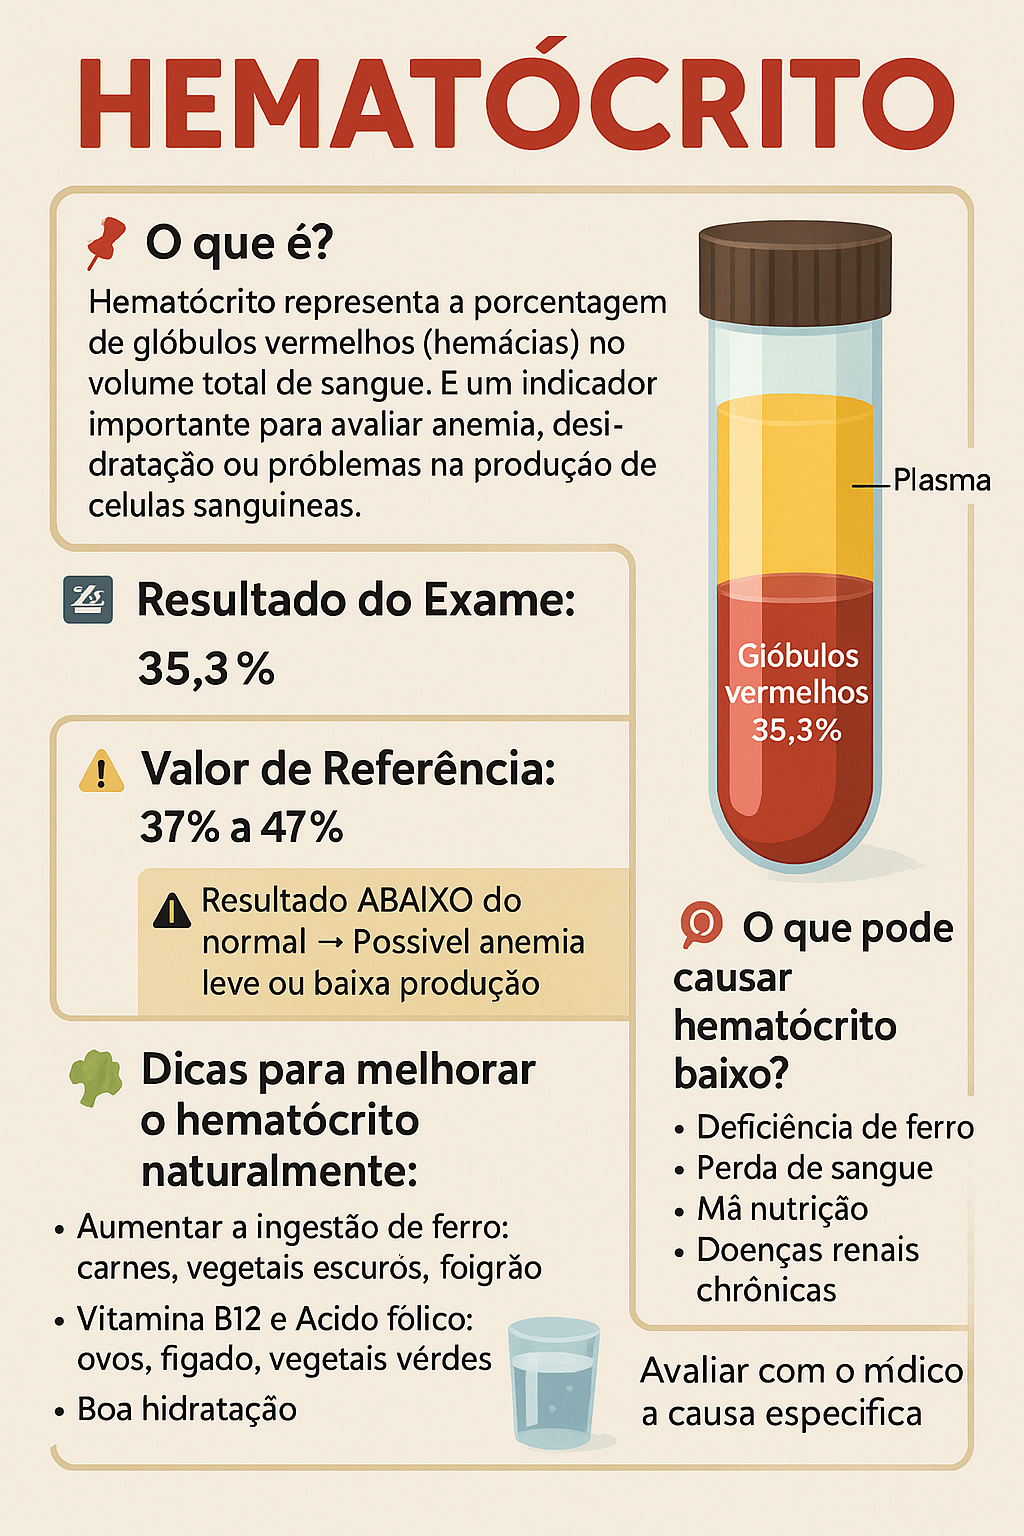 HEMATÓCRITO
O que é?
Hematócrito representa a porcentagem
de glóbulos vermelhos (hemácias) no
volume total de sangue. E um indicador
importante para avaliar anemia, desi-
dratação ou próblemas na produçáo de
celulas sanguineas.
Plasma
Gióbulos
vermelhos
35,3%
Resultado do Exame:
35,3 %
Valor de Referência:
37% a 47%
Resultado ABAIXO do
normal → Possivel anemia
leve ou baixa produção
O que pode
causar
hematócrito
baixo?
• Deficiência de ferro
• Perda de sangue
• Mâ nutrição
• Doenças renais
chrônicas
Avaliar com o mídico
a causa especifica
Dicas para melhorar
o hematócrito
naturalmente:
• Aumentar a ingestão de ferro:
carnes, vegetais escurós, foigrão
• Vitamina B12 e Acido fólico:
ovos, figado, vegetais vérdes
• Boa hidratação